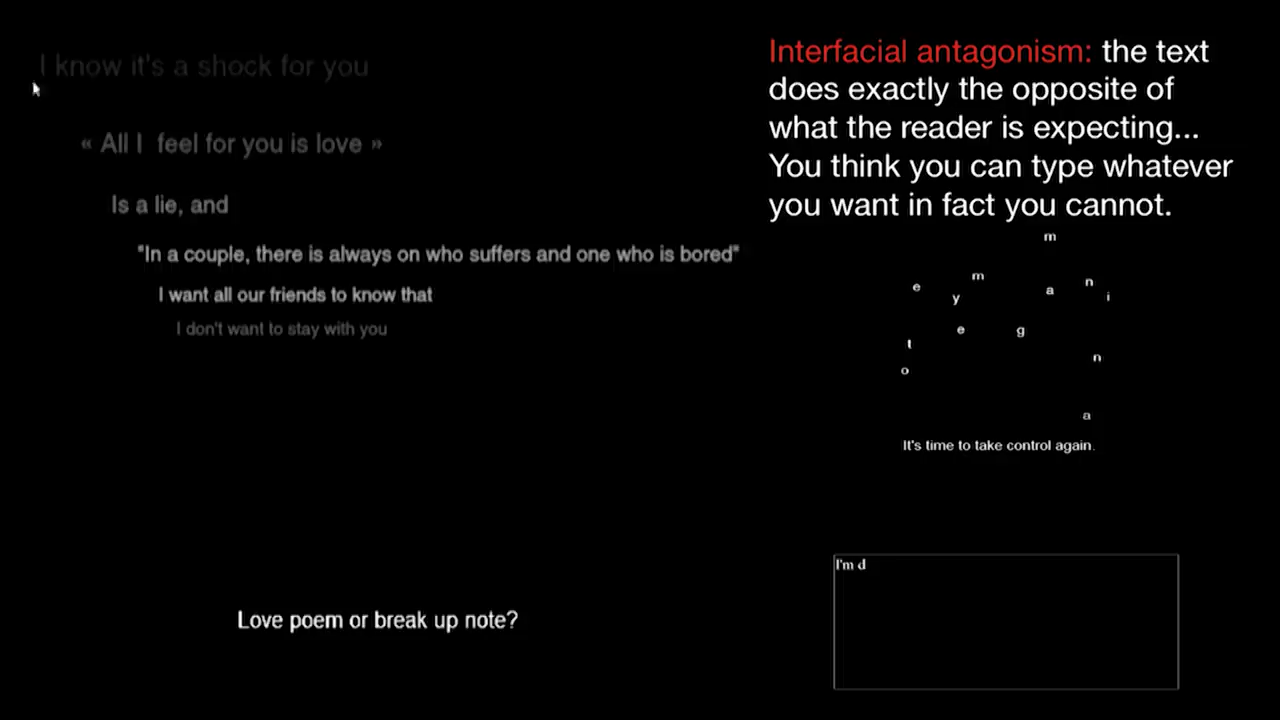 I know it's a shock for you
« All I feel for you is love »
Is a lie, and
"In a couple, there is always on who suffers and one who is bored"
I want all our friends to know that
I don't want to stay with you
Love poem or break up note?
Interfacial antagonism: the text
does exactly the opposite of
what the reader is expecting...
You think you can type whatever
you want in fact you cannot.
m
m
n
e
y
a
i
e
g
t
n
o
a
It's time to take control again.
I'm d